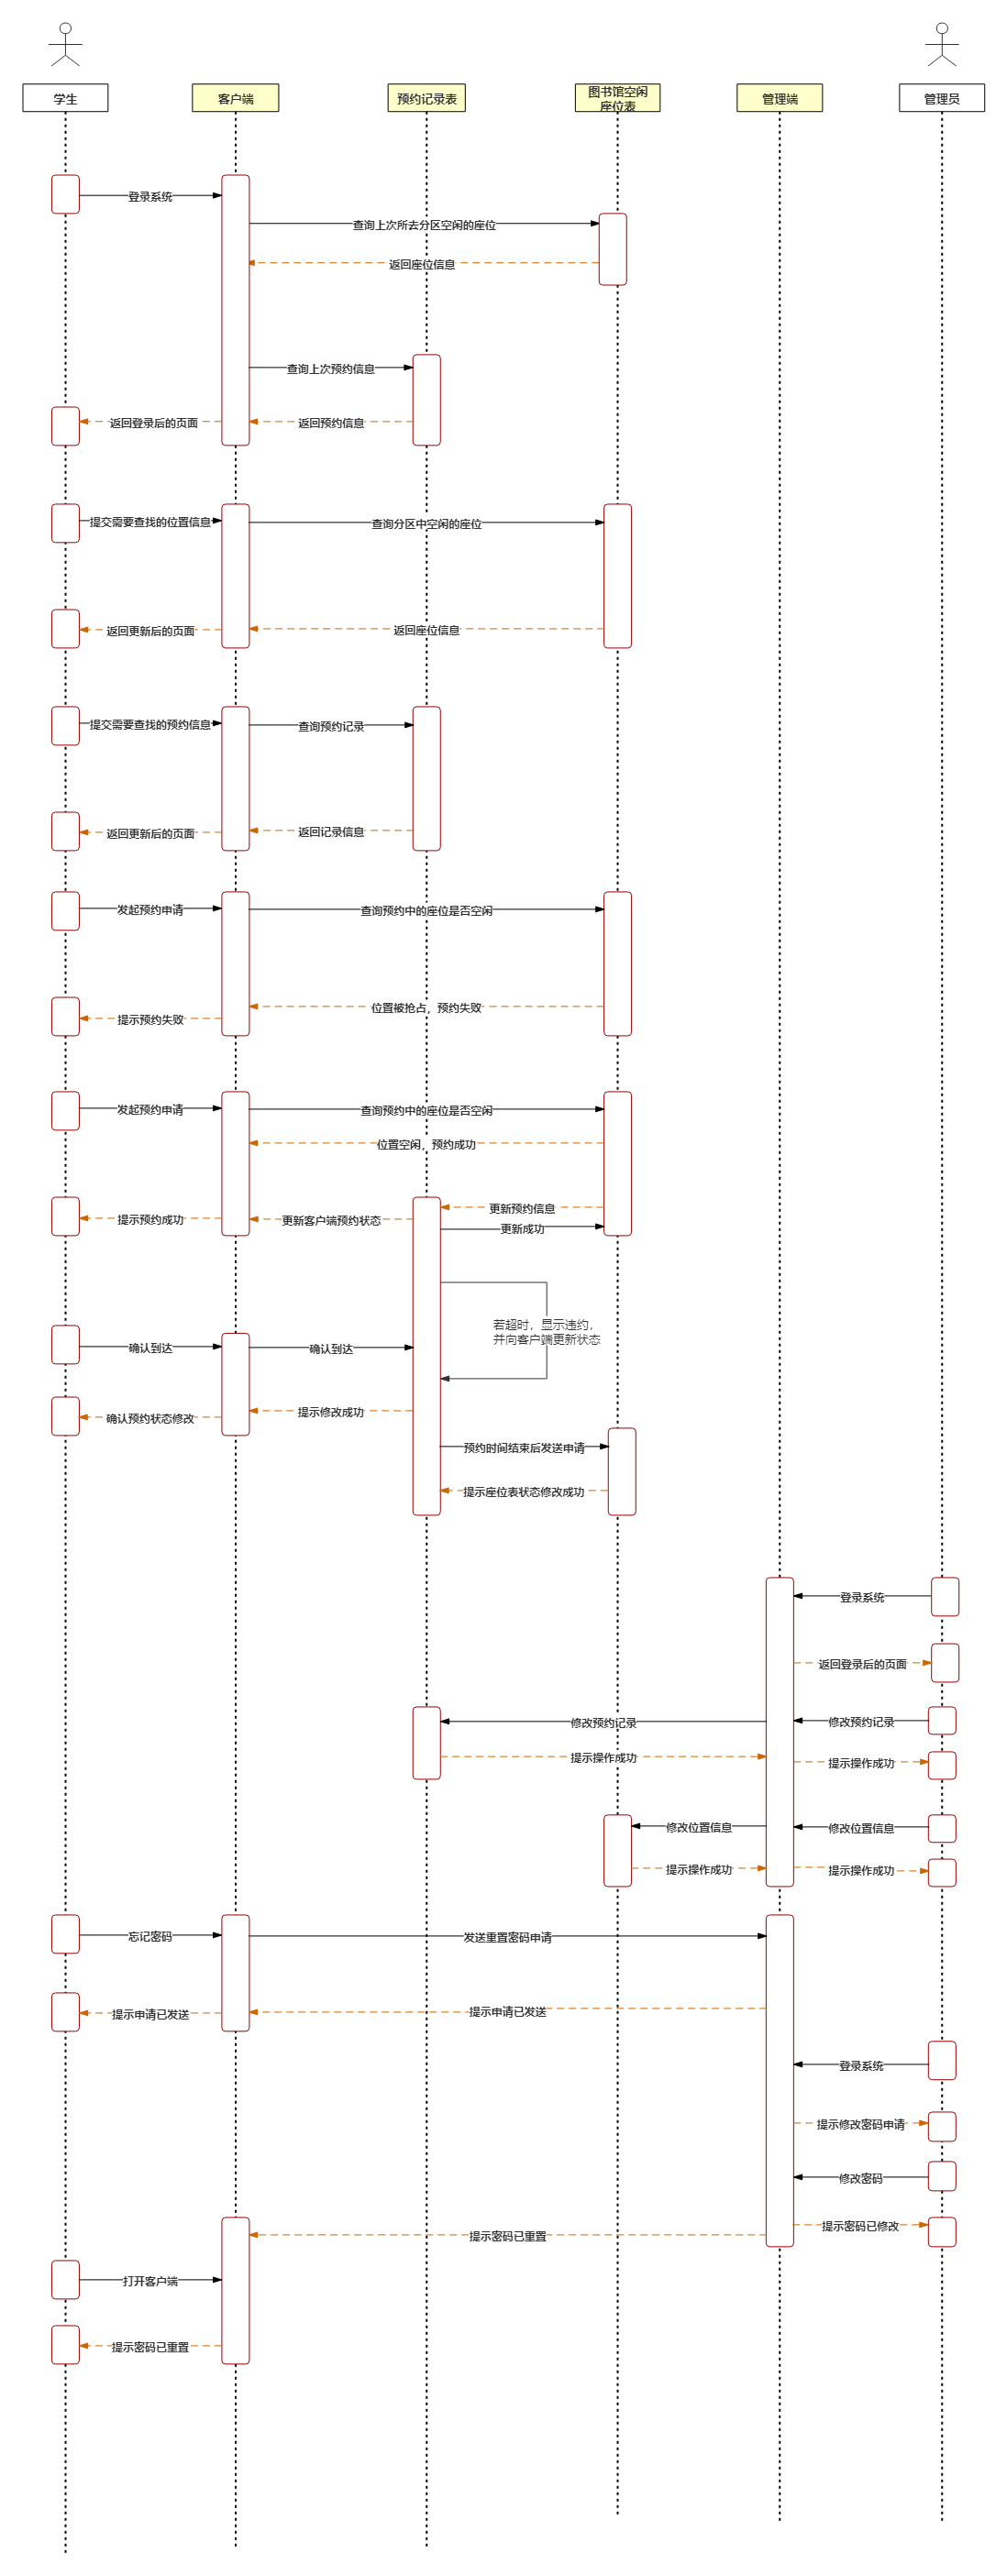 学生
客户端
预约记录表
图书馆空闲
座位表
管理端
管理员
登录系统
查询上次所去分区空闲的座位
返回座位信息
查询上次预约信息
返回登录后的页面
返回预约信息
提交需要查找的位置信息
查询分区中空闲的座位
返回更新后的页面
返回座位信息
提交需要查找的预约信息
查询预约记录
返回更新后的页面
返回记录信息
发起预约申请
查询预约中的座位是否空闲
位置被抢占，预约失败
提示预约失败
发起预约申请
查询预约中的座位是否空闲
位置空闲，预约成功
更新预约信息
提示预约成功
更新客户端预约状态
更新成功
若超时，显示违约，
并向客户端更新状态
确认到达
确认到达
提示修改成功
确认预约状态修改
预约时间结束后发送申请
提示座位表状态修改成功
登录系统
返回登录后的页面
修改预约记录
修改预约记录
提示操作成功
提示操作成功
修改位置信息
修改位置信息
提示操作成功
提示操作成功
忘记密码
发送重置密码申请
提示申请已发送
提示申请已发送
登录系统
提示修改密码申请
修改密码
提示密码已修改
提示密码已重置
打开客户端
提示密码已重置